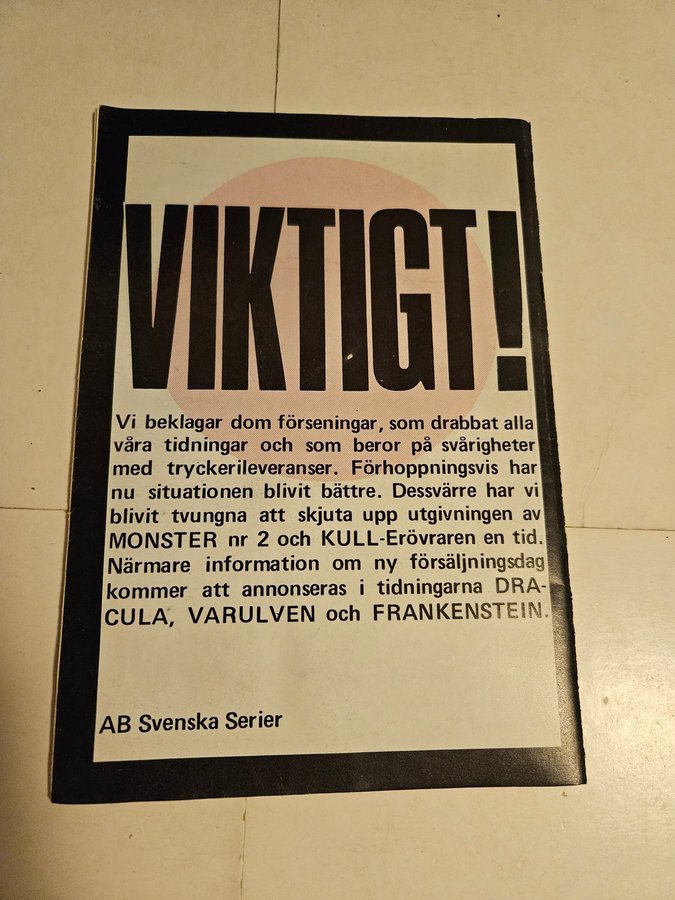 VIKTIGT!
Vi beklagar dom förseningar, som drabbat alla
våra tidningar och som beror på svårigheter
med tryckerileveranser. Förhoppningsvis har
nu situationen blivit bättre. Dessvärre har vi
blivit tvungna att skjuta upp utgivningen av
MONSTER nr 2 och KULL-Erövraren en tid.
Närmare information om ny försäljningsdag
kommer att annonseras i tidningarna DRA-
CULA, VARULVEN och FRANKENSTEIN.
AB Svenska Serier